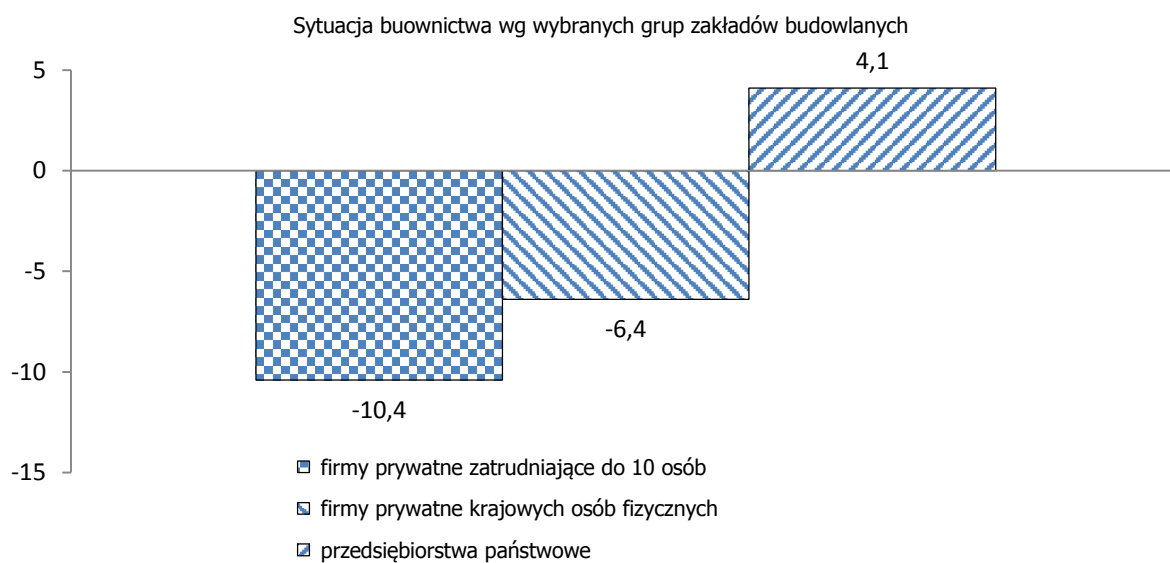 Sytuacja buownictwa wg wybranych grup zakładów budowlanych
5
0
-5
-10
-15
4,1
-6,4
-10,4
firmy prywatne zatrudniające do 10 osób
firmy prywatne krajowych osób fizycznych
przedsiębiorstwa państwowe